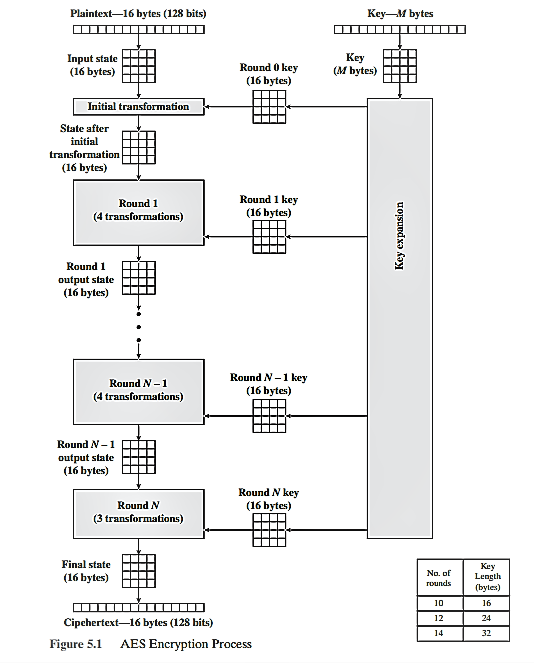 Plaintext—16 bytes (128 bits)
Key—M bytes
Input state
(16 bytes)
Key
(M bytes)
Round 0 key
(16 bytes)
Initial transformation
State after
initial
transformation
(16 bytes)
Round 1
(4 transformations)
Round 1 key
(16 bytes)
Key expansion
Round 1
output state
(16 bytes)
Round N – 1
(4 transformations)
Round N – 1 key
(16 bytes)
Round N – 1
output state
(16 bytes)
Round N
(3 transformations)
Round N key
(16 bytes)
Final state
(16 bytes)
Cipehertext—16 bytes (128 bits)
No. of
rounds
Key
Length
(bytes)
10 16
12 24
14 32
Figure 5.1 AES Encryption Process